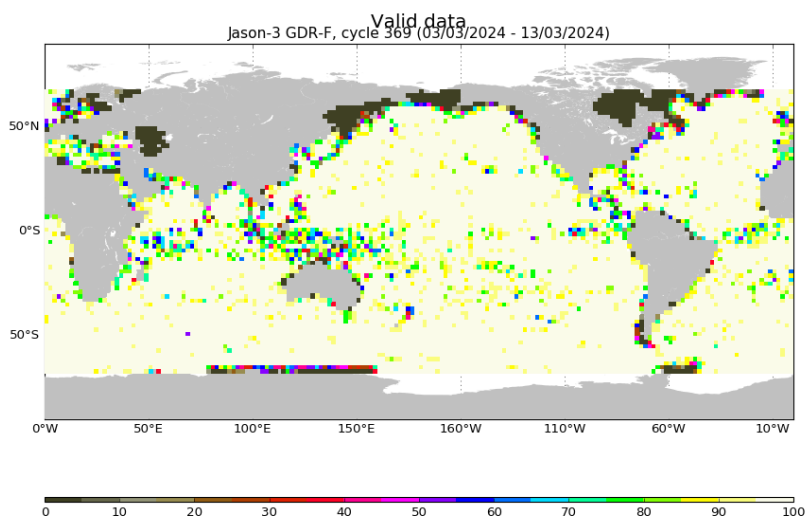 Valid data
Jason-3 GDR-F, cycle 369 (03/03/2024 - 13/03/2024)
50°N
0°S
50°S
0°W 50°E 100°E 150°E 160°W 110°W 60°W 10°W
0 10 20 30 40 50 60 70 80 90 100